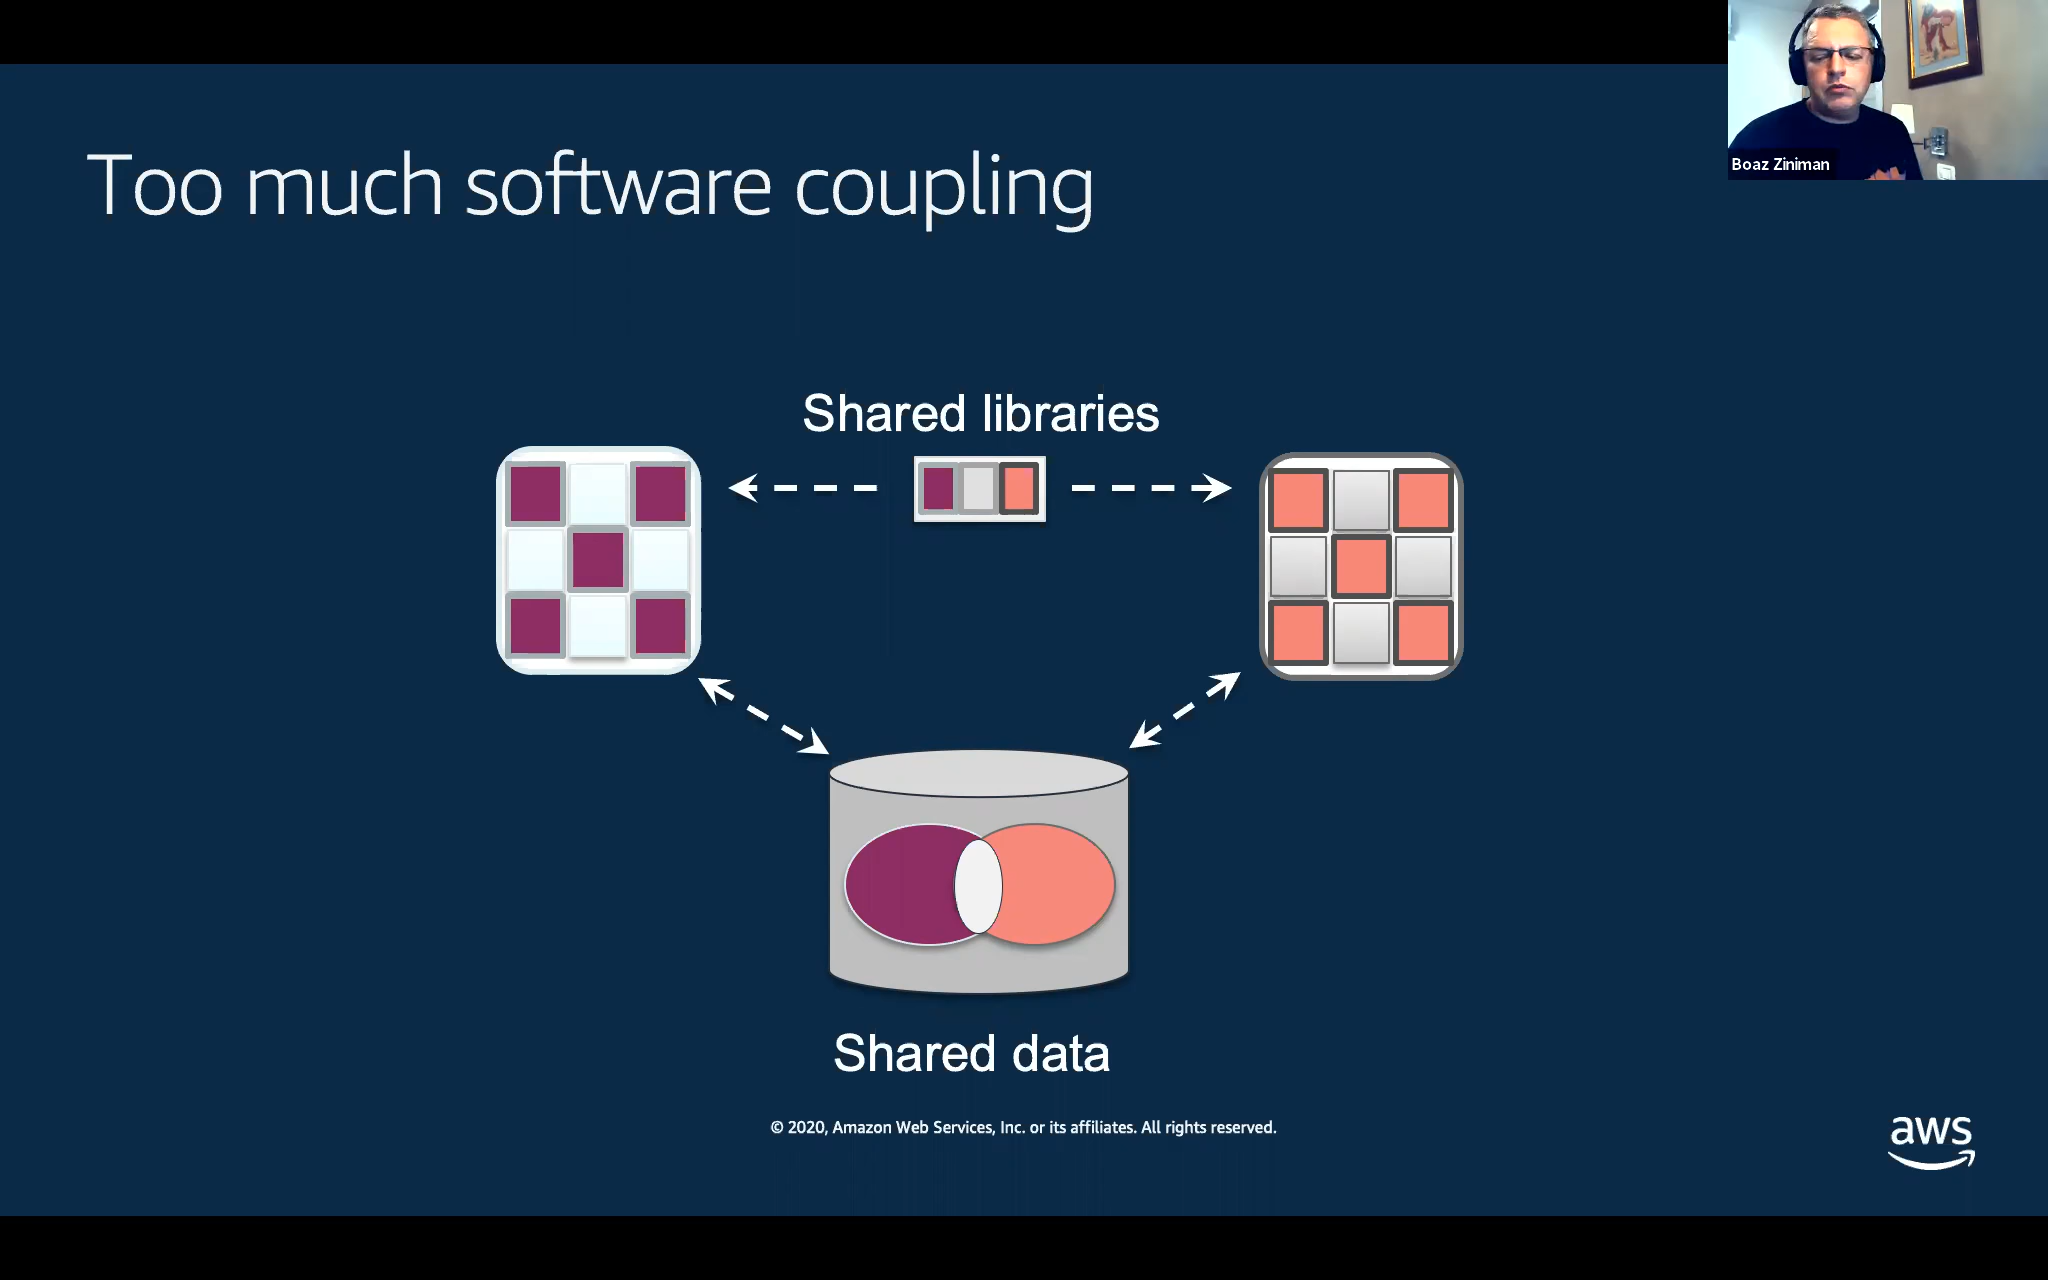 Too much software coupling
Boaz Ziniman
Shared libraries
Shared data
© 2020, Amazon Web Services, Inc. or its affiliates. All rights reserved.
aws